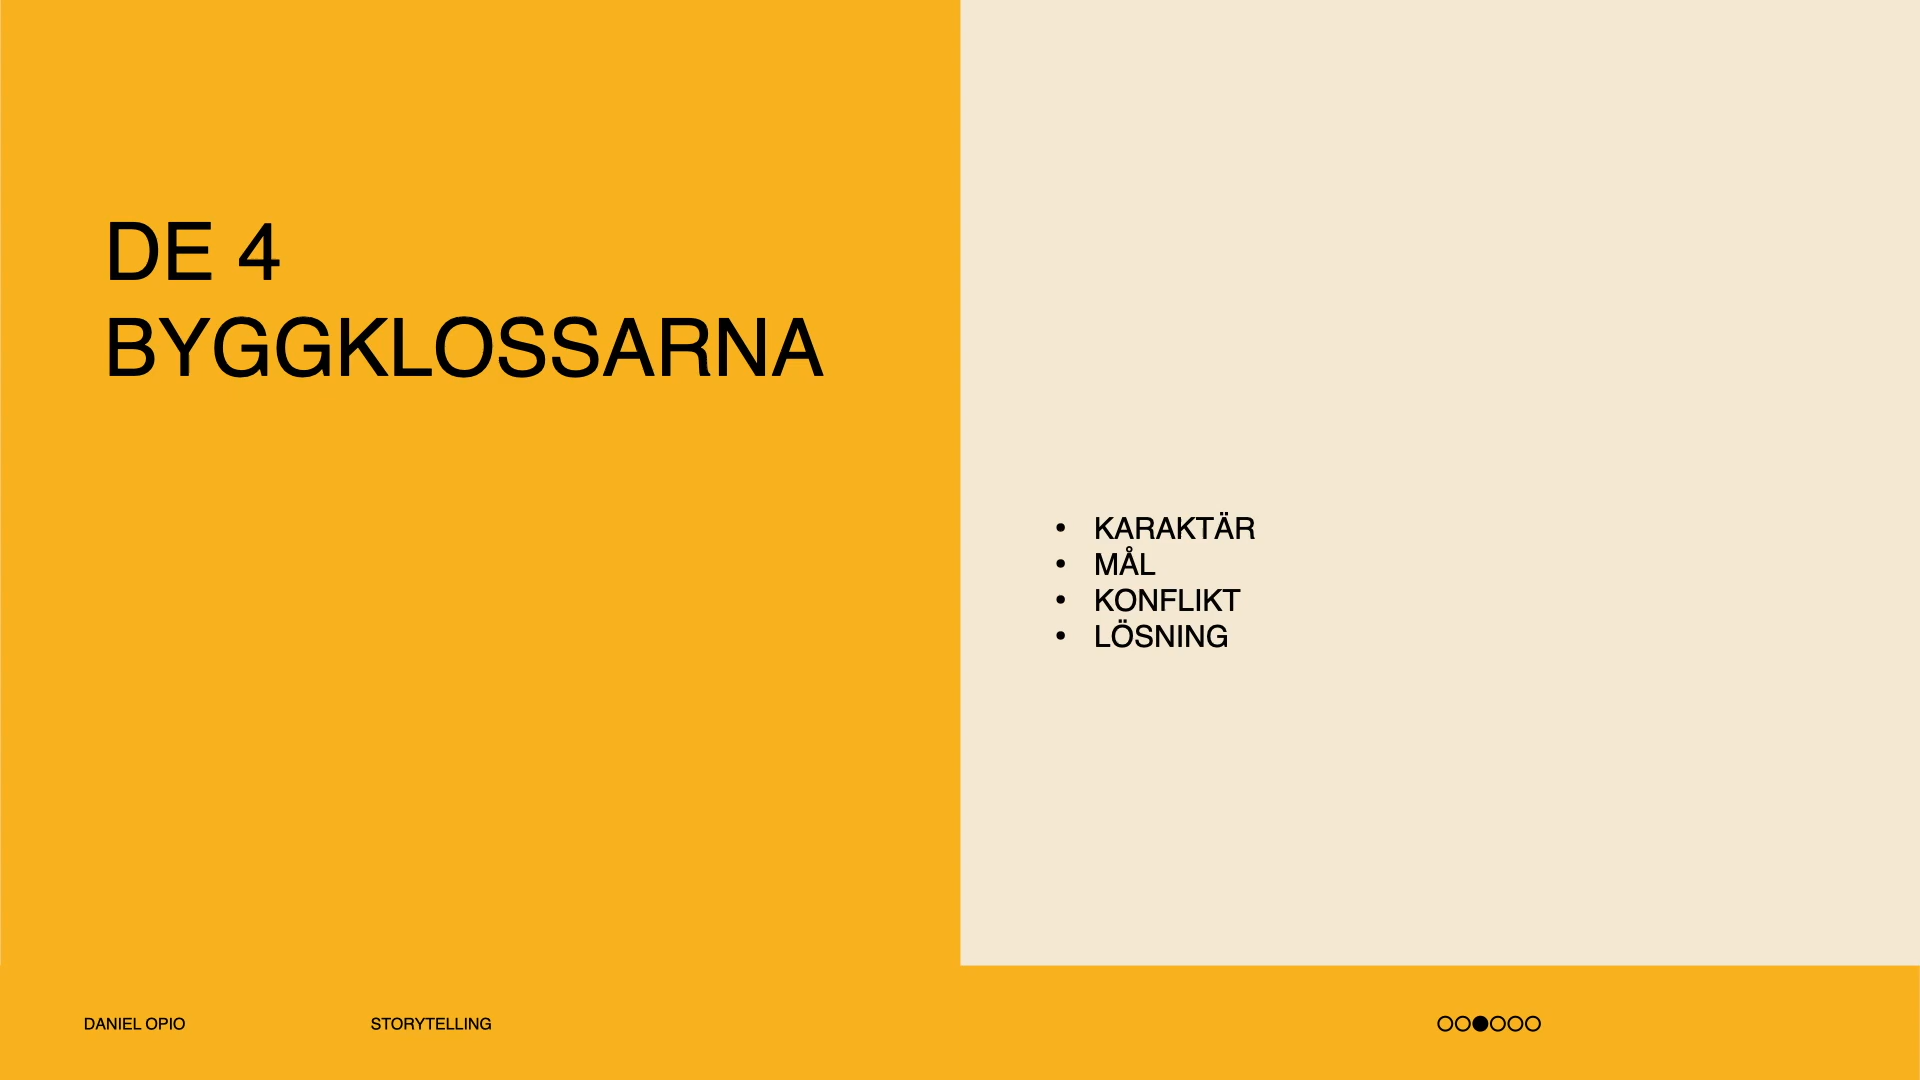 DE 4
BYGGKLOSSARNA
• KARAKTÄR
• MÅL
• KONFLIKT
• LÖSNING
DANIEL OPIO
STORYTELLING